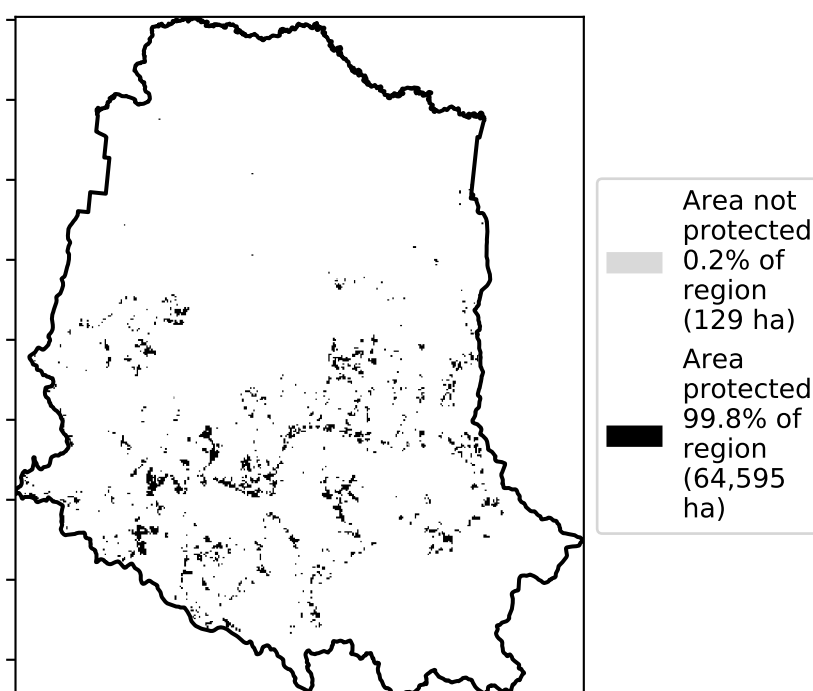 Area not
protected
0.2% of
region
(129 ha)
Area
protected
99.8% of
region
(64,595
ha)